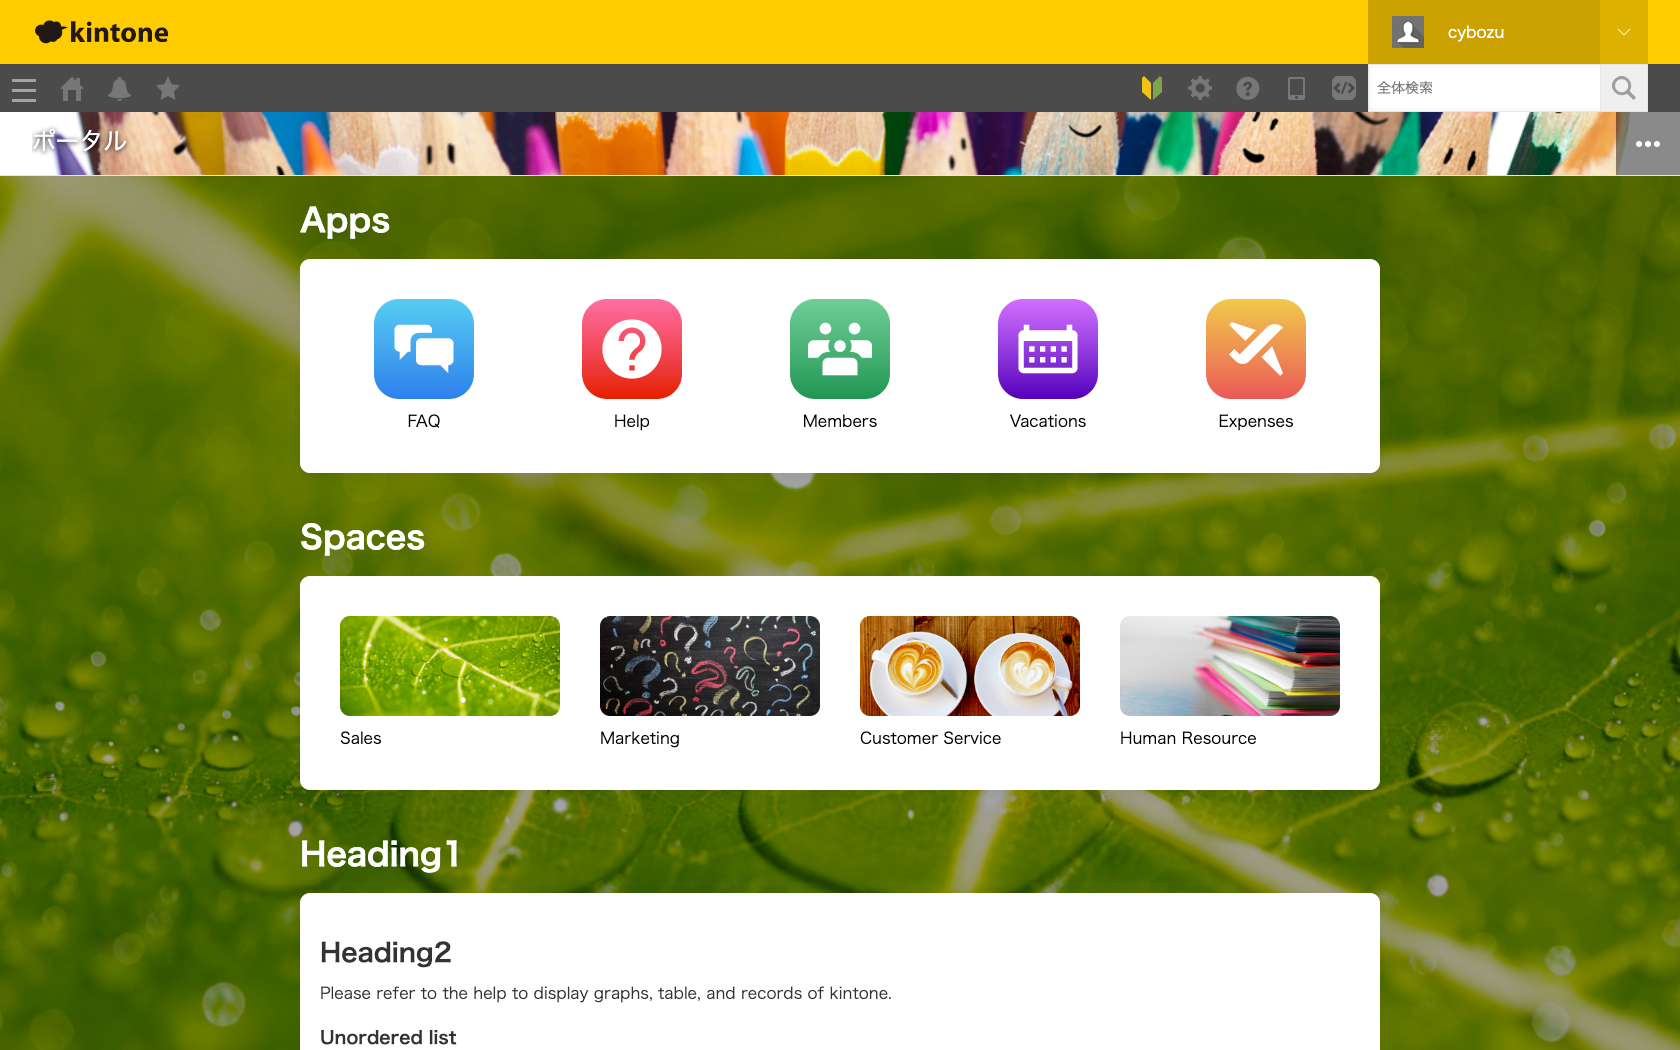 kintone
cybozu
全体検索
ポータル
Apps
FAQ
Help
Members
Vacations
Expenses
Spaces
Sales
Marketing
Customer Service
Human Resource
Heading1
Heading2
Please refer to the help to display graphs, table, and records of kintone.
Unordered list